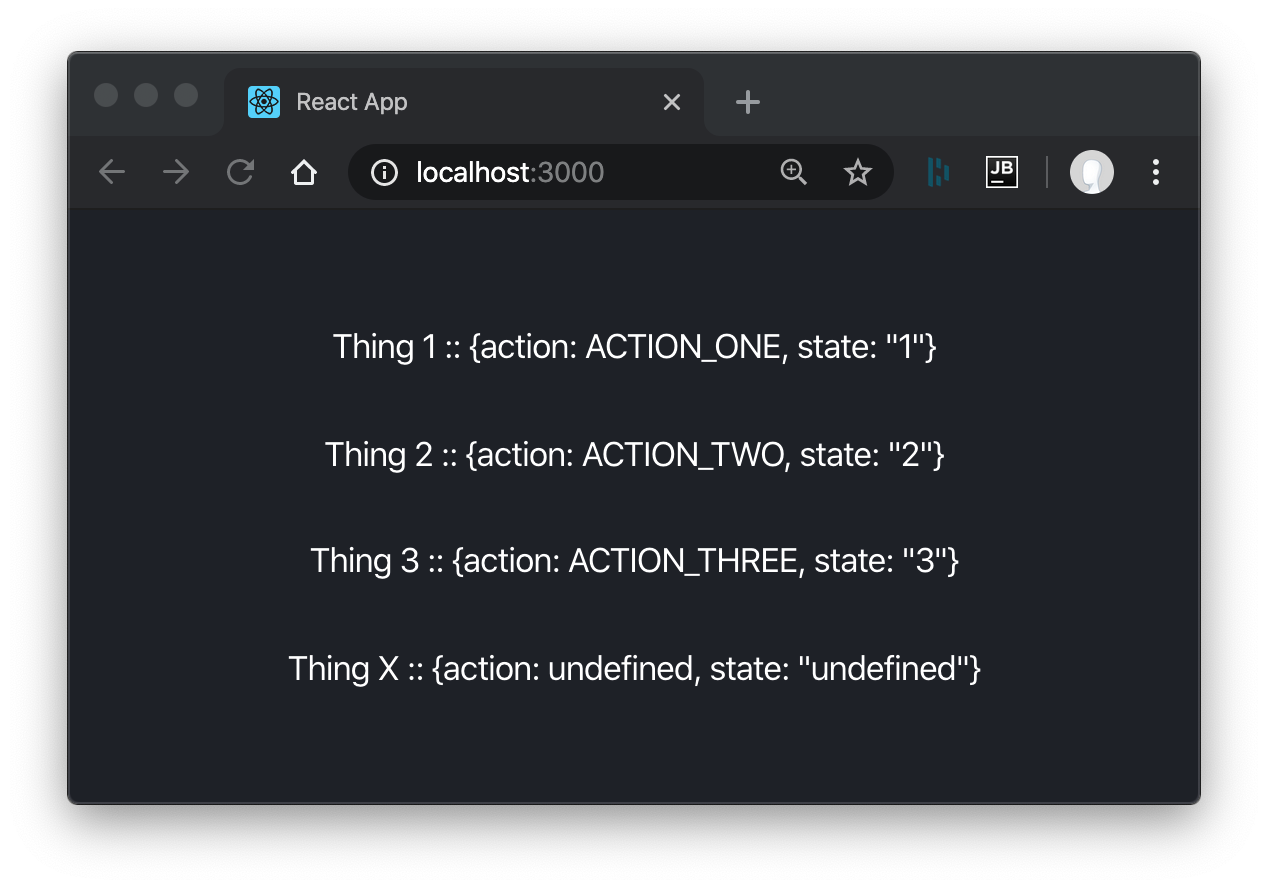 React App
localhost:3000
JB
Thing 1 :: {action: ACTION_ONE, state: "1"}
Thing 2 :: {action: ACTION_TWO, state: "2"}
Thing 3 :: {action: ACTION_THREE, state: "3"}
Thing X :: {action: undefined, state: "undefined"}